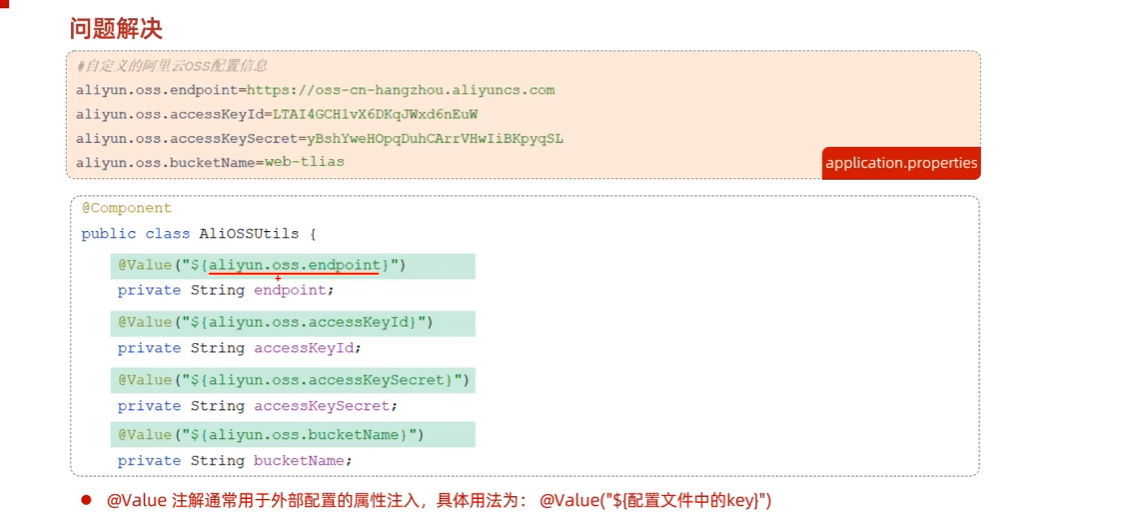 问题解决
#自定义的阿里云OSS配置信息
aliyun.oss.endpoint=https://oss-cn-hangzhou.aliyuncs.com
aliyun.oss.accessKeyId=LTAI4GCH1vX6DKqJWxd6nEuW
aliyun.oss.accessKeySecret=yBshYweHOpqDuhCArrVHwIiBKpyqSL
aliyun.oss.bucketName=web-tlias
application.properties
@Component
public class AliOSSUtils {
@Value("${aliyun.oss.endpoint}")
private String endpoint;
@Value("${aliyun.oss.accessKeyId}")
private String accessKeyId;
@Value("${aliyun.oss.accessKeySecret}")
private String accessKeySecret;
@Value("${aliyun.oss.bucketName}")
private String bucketName;
● @Value 注解通常用于外部配置的属性注入，具体用法为： @Value("${配置文件中的key}")